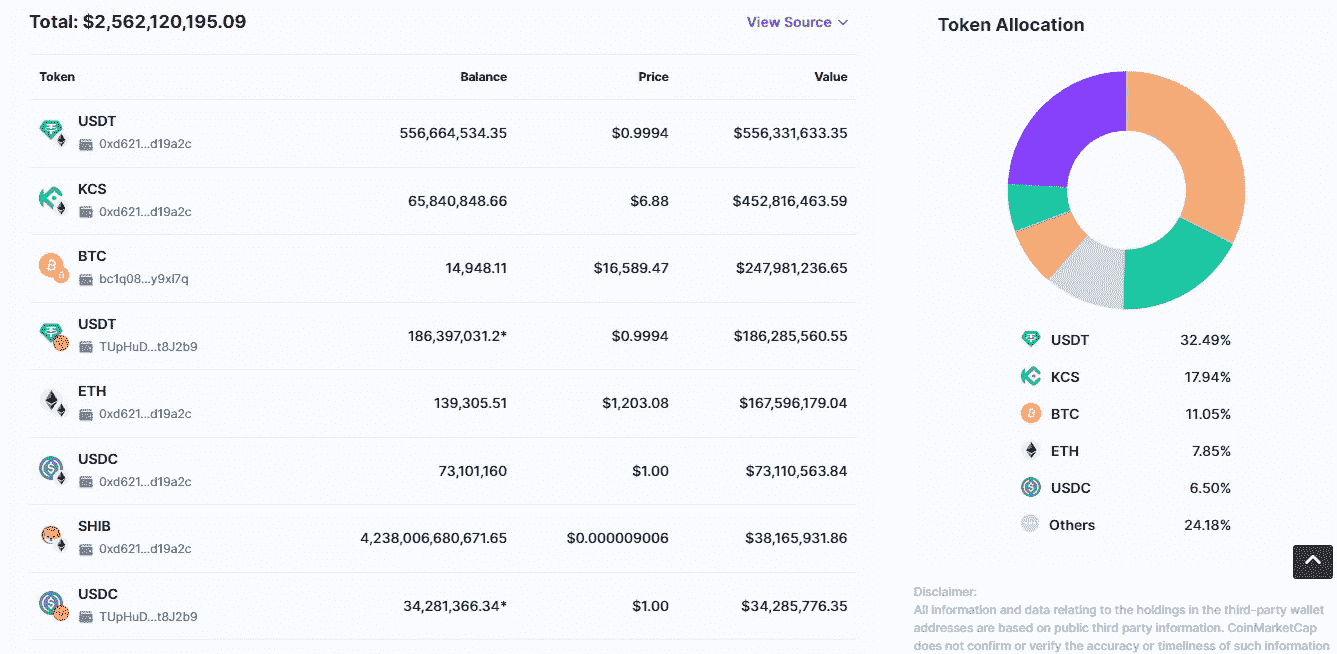 Total: $2,562,120,195.09
View Source
Token Balance Price Value
USDT
0xd621...d19a2c
556,664,534.35 $0.9994 $556,331,633.35
KCS
0xd621...d19a2c
65,840,848.66 $6.88 $452,816,463.59
BTC
bc1q08...y9xl7q
14,948.11 $16,589.47 $247,981,236.65
USDT
TUpHuD...t8J2b9
186,397,031.2* $0.9994 $186,285,560.55
ETH
0xd621...d19a2c
139,305.51 $1,203.08 $167,596,179.04
USDC
0xd621...d19a2c
73,101,160 $1.00 $73,110,563.84
SHIB
0xd621...d19a2c
4,238,006,680,671.65 $0.000009006 $38,165,931.86
USDC
TUpHuD...t8J2b9
34,281,366.34* $1.00 $34,285,776.35
Token Allocation
USDT 32.49%
KCS 17.94%
BTC 11.05%
ETH 7.85%
USDC 6.50%
Others 24.18%
Disclaimer:
All information and data relating to the holdings in the third-party wallet
addresses are based on public third party information. CoinMarketCap
does not confirm or verify the accuracy or timeliness of such information